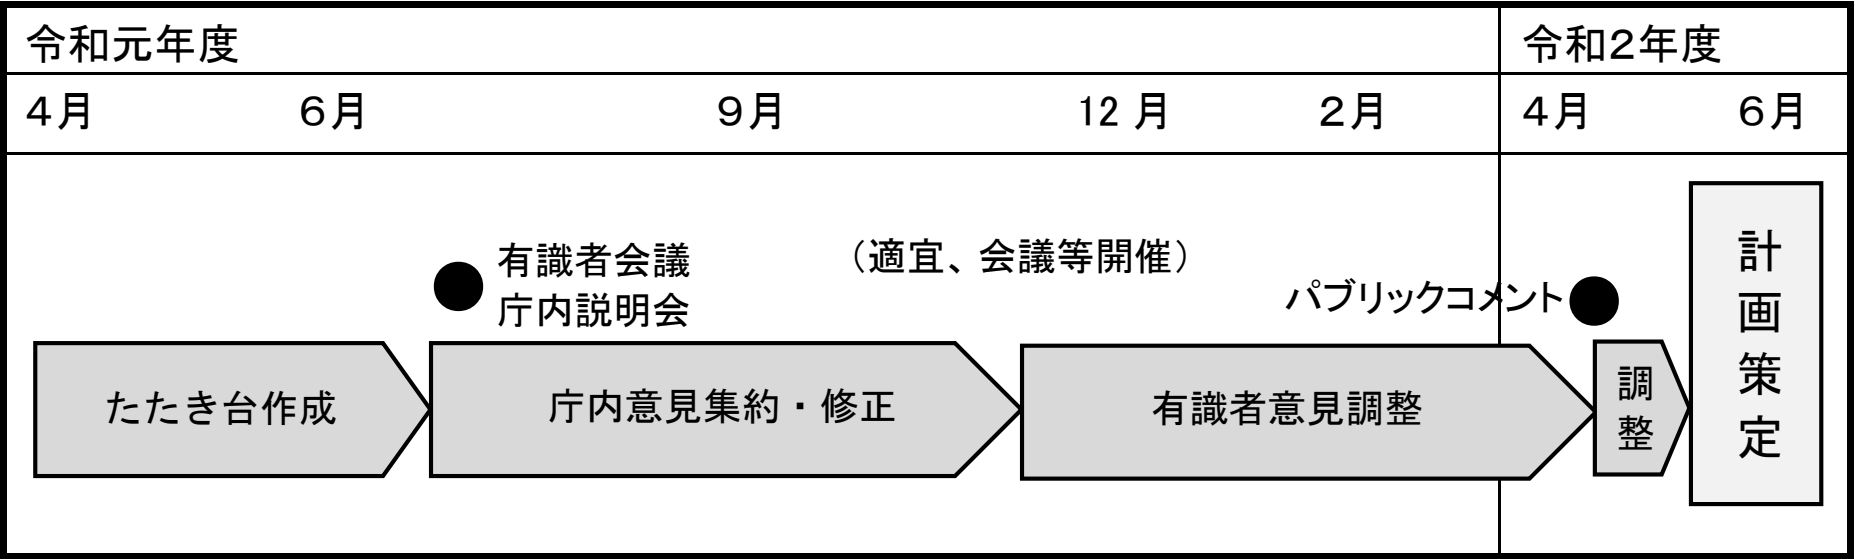 令和元年度
令和２年度
４月
６月
９月
12 月
２月
４月
６月
有識者会議
庁内説明会
（適宜、会議等開催）
パブリックコメント
たたき台作成
庁内意見集約・修正
有識者意見調整
調整
計画策定